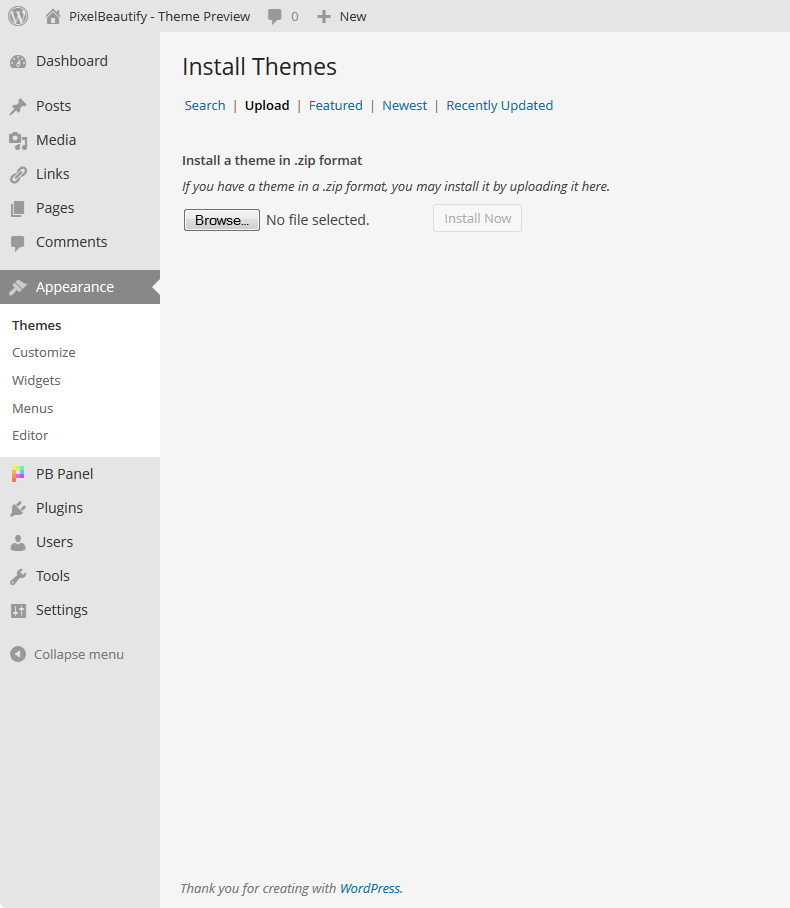 PixelBeautify - Theme Preview 0 New
Dashboard
Posts
Media
Links
Pages
Comments
Appearance
Themes
Customize
Widgets
Menus
Editor
PB Panel
Plugins
Users
Tools
Settings
Collapse menu
Install Themes
Search | Upload | Featured | Newest | Recently Updated
Install a theme in .zip format
If you have a theme in a .zip format, you may install it by uploading it here.
Browse... No file selected. Install Now
Thank you for creating with WordPress.